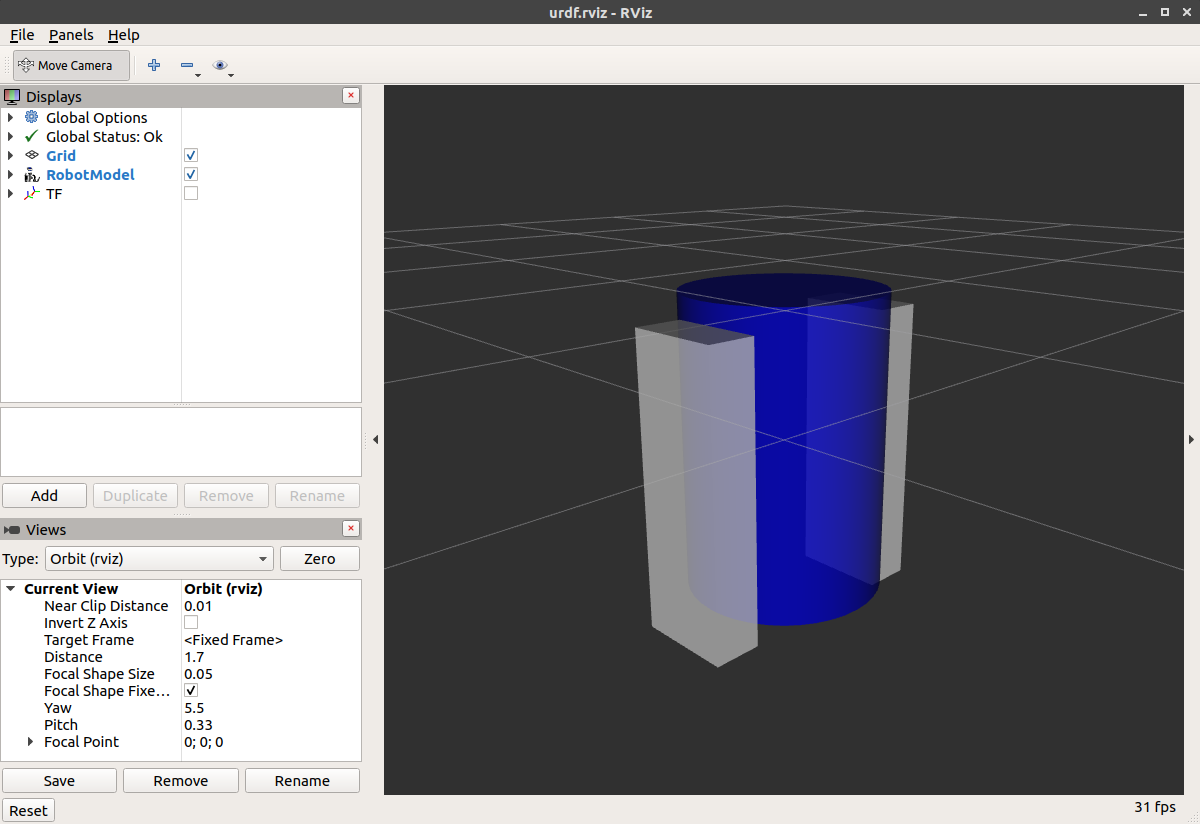 urdf.rviz - RViz
File Panels Help
Move Camera
Displays
Global Options
Global Status: Ok
Grid
RobotModel
TF
Add Duplicate Remove Rename
Views
Type: Orbit (rviz) Zero
Current View Orbit (rviz)
Near Clip Distance 0.01
Invert Z Axis
Target Frame <Fixed Frame>
Distance 1.7
Focal Shape Size 0.05
Focal Shape Fixe...
Yaw 5.5
Pitch 0.33
Focal Point 0; 0; 0
Save Remove Rename
Reset
31 fps